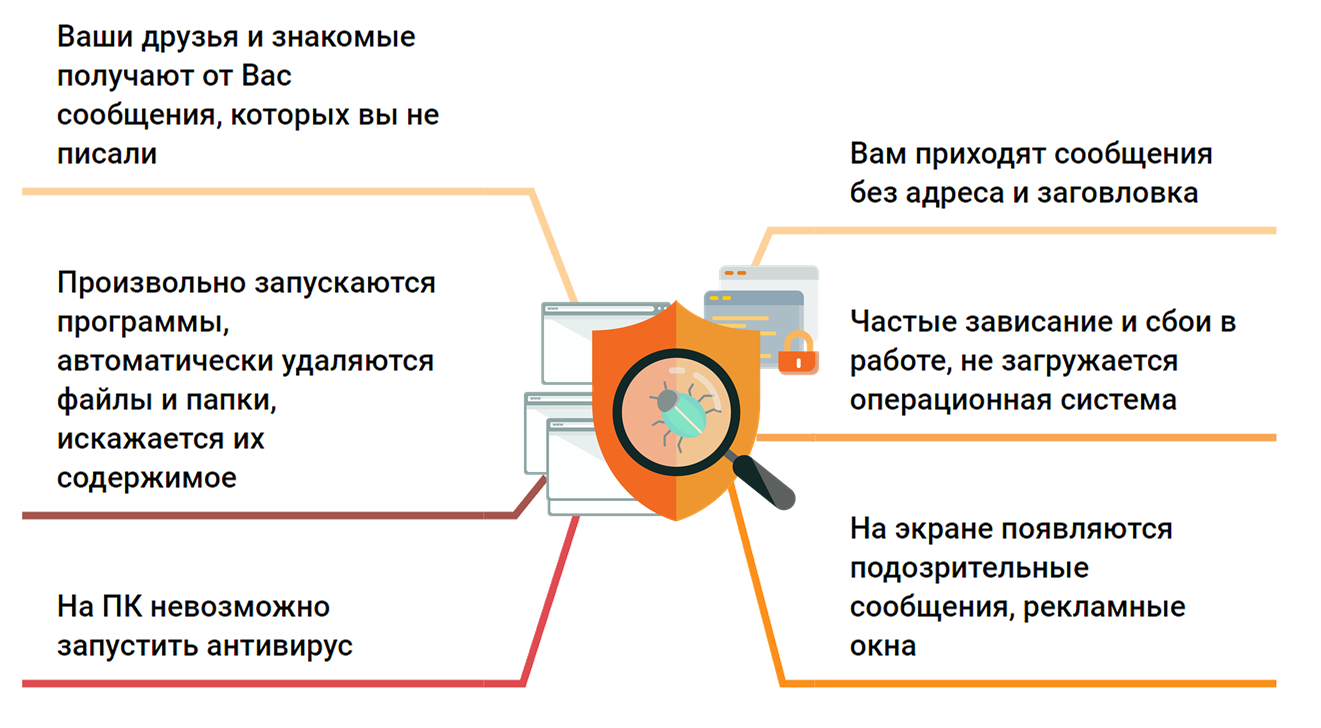 Ваши друзья и знакомые
получают от Вас
сообщения, которых вы не
писали
Произвольно запускаются
программы,
автоматически удаляются
файлы и папки,
искажается их
содержимое
На ПК невозможно
запустить антивирус
Вам приходят сообщения
без адреса и заговловка
Частые зависание и сбои в
работе, не загружается
операционная система
На экране появляются
подозрительные
сообщения, рекламные
окна